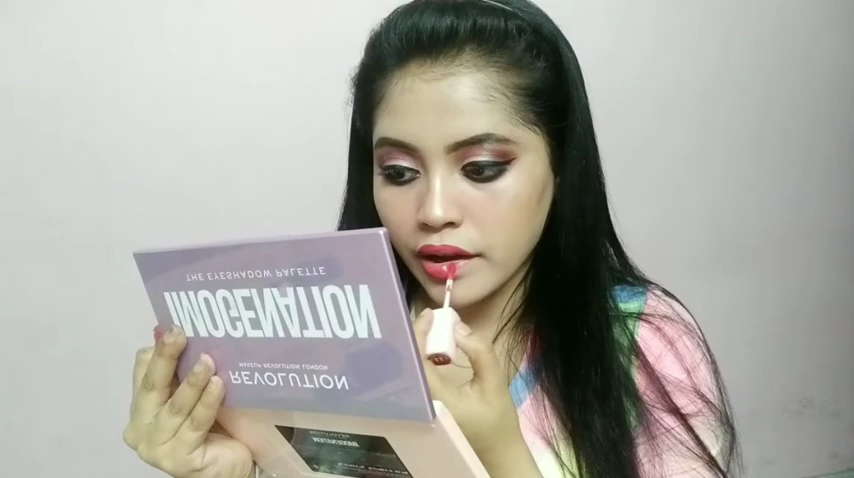 THE EYESHADOW PALETTE
IMOGENATION
MAKEUP REVOLUTION LONDON
REVOLUTION